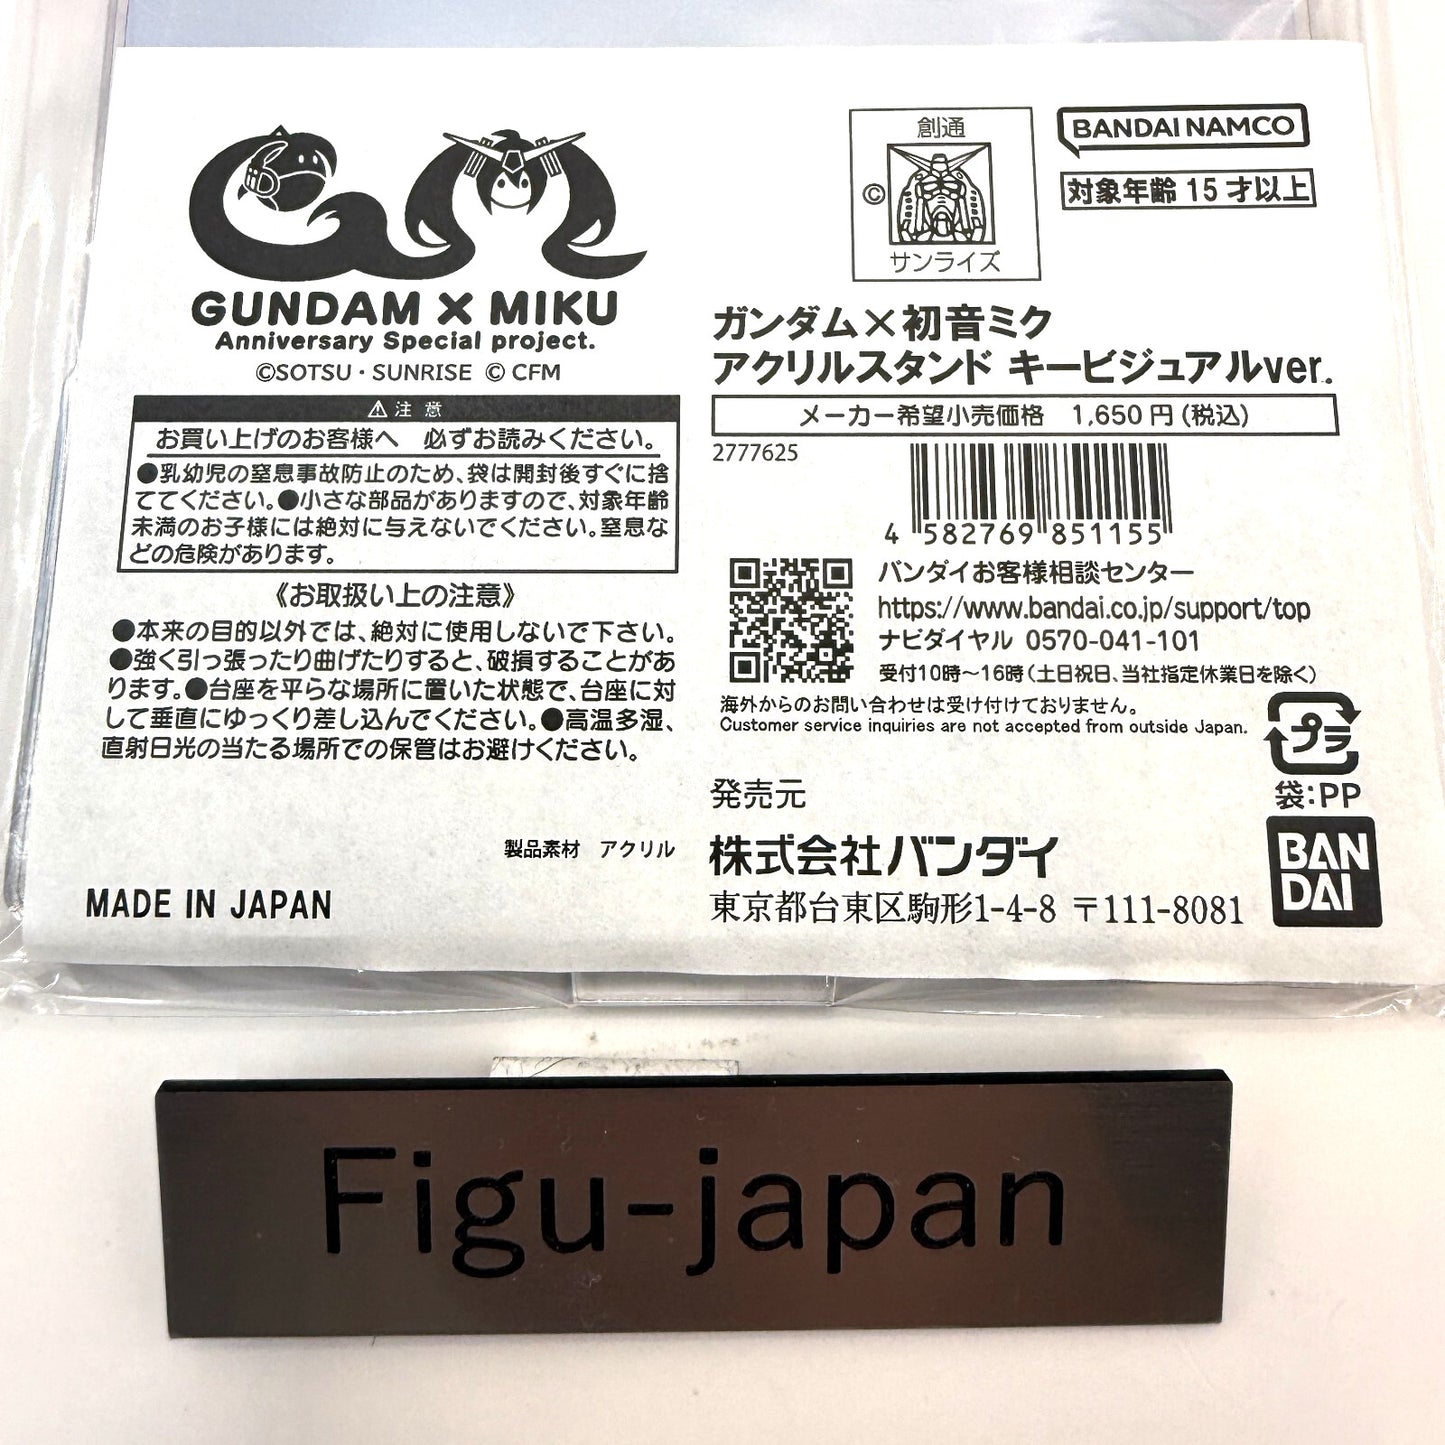 GUNDAM × MIKU
Anniversary Special project.
©SOTSU・SUNRISE © CFM
⚠注 意
お買い上げのお客様へ 必ずお読みください。
●乳幼児の窒息事故防止のため、袋は開封後すぐに捨
ててください。●小さな部品がありますので、対象年齢
未満のお子様には絶対に与えないでください。窒息な
どの危険があります。
《お取扱い上の注意》
●本来の目的以外では、絶対に使用しないで下さい。
●強く引っ張ったり曲げたりすると、破損することがあ
ります。●台座を平らな場所に置いた状態で、台座に対
して垂直にゆっくり差し込んでください。●高温多湿、
直射日光の当たる場所での保管はお避けください。
製品素材 アクリル
MADE IN JAPAN
創通
©
サンライズ
BANDAI NAMCO
対象年齢 15才以上
ガンダム×初音ミク
アクリルスタンド キービジュアルver.
メーカー希望小売価格 1,650円(税込)
2777625
4 582769 851155
バンダイお客様相談センター
https://www.bandai.co.jp/support/top
ナビダイヤル 0570-041-101
受付10時〜16時(土日祝日、当社指定休業日を除く)
海外からのお問い合わせは受け付けておりません。
Customer service inquiries are not accepted from outside Japan.
プラ
袋:PP
発売元
株式会社バンダイ
東京都台東区駒形1-4-8 〒111-8081
BAN
DAI
Figu-japan